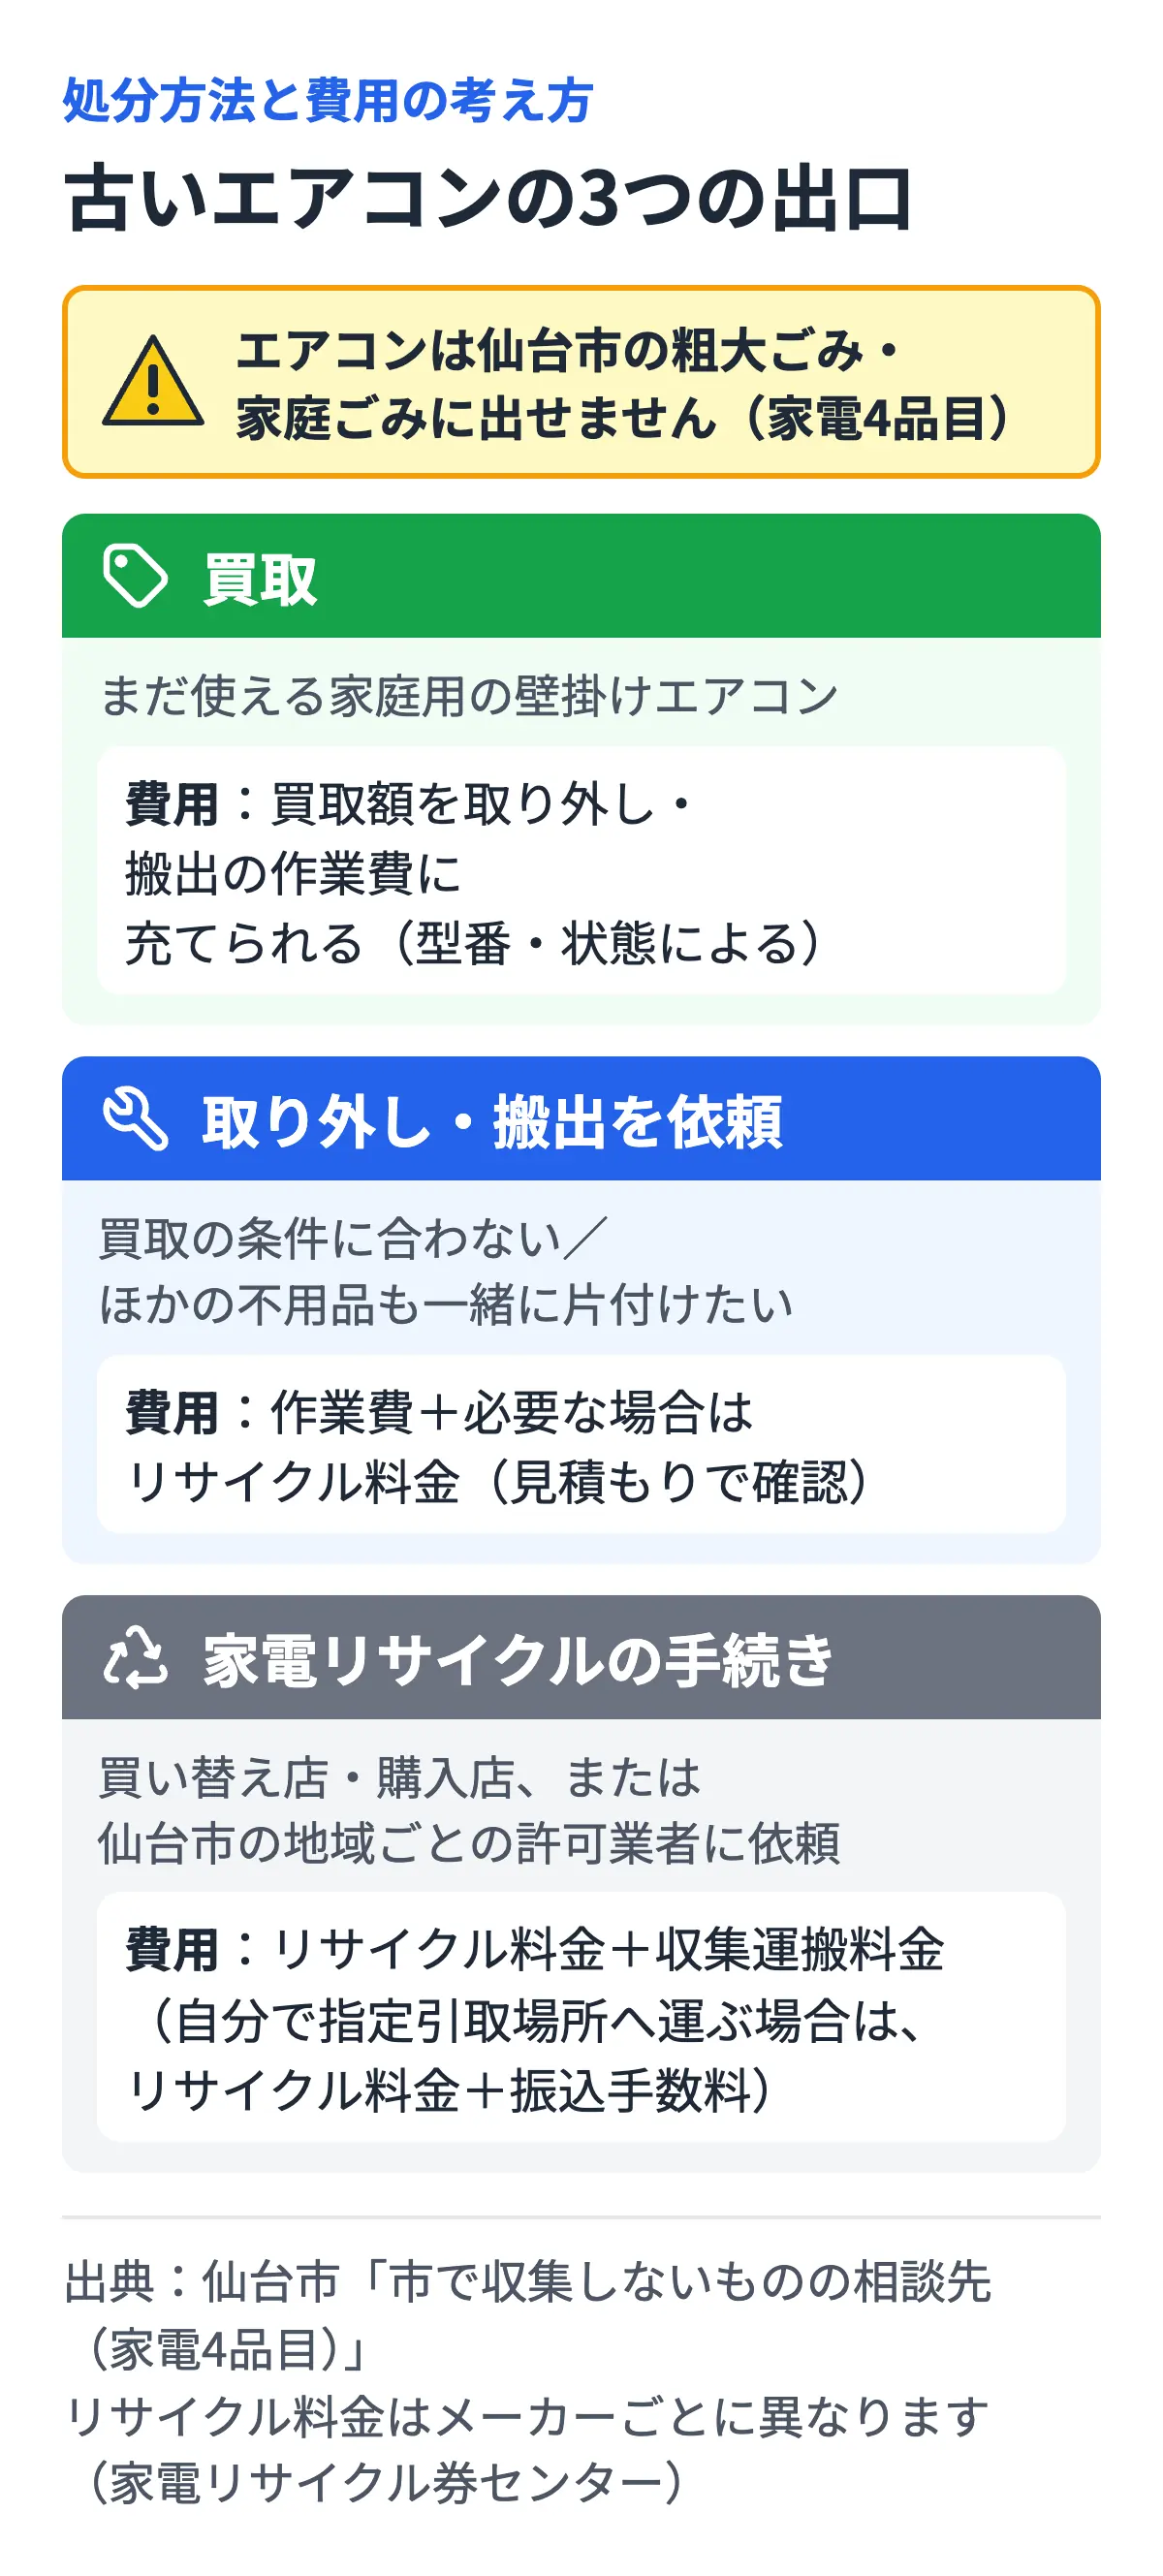 処分方法と費用の考え方
古いエアコンの3つの出口
エアコンは仙台市の粗大ごみ・
家庭ごみに出せません（家電4品目）
買取
まだ使える家庭用の壁掛けエアコン
費用：買取額を取り外し・
搬出の作業費に
充てられる（型番・状態による）
取り外し・搬出を依頼
買取の条件に合わない／
ほかの不用品も一緒に片付けたい
費用：作業費＋必要な場合は
リサイクル料金（見積もりで確認）
家電リサイクルの手続き
買い替え店・購入店、または
仙台市の地域ごとの許可業者に依頼
費用：リサイクル料金＋収集運搬料金
（自分で指定引取場所へ運ぶ場合は、
リサイクル料金＋振込手数料）
出典：仙台市「市で収集しないものの相談先
（家電4品目）」
リサイクル料金はメーカーごとに異なります
（家電リサイクル券センター）